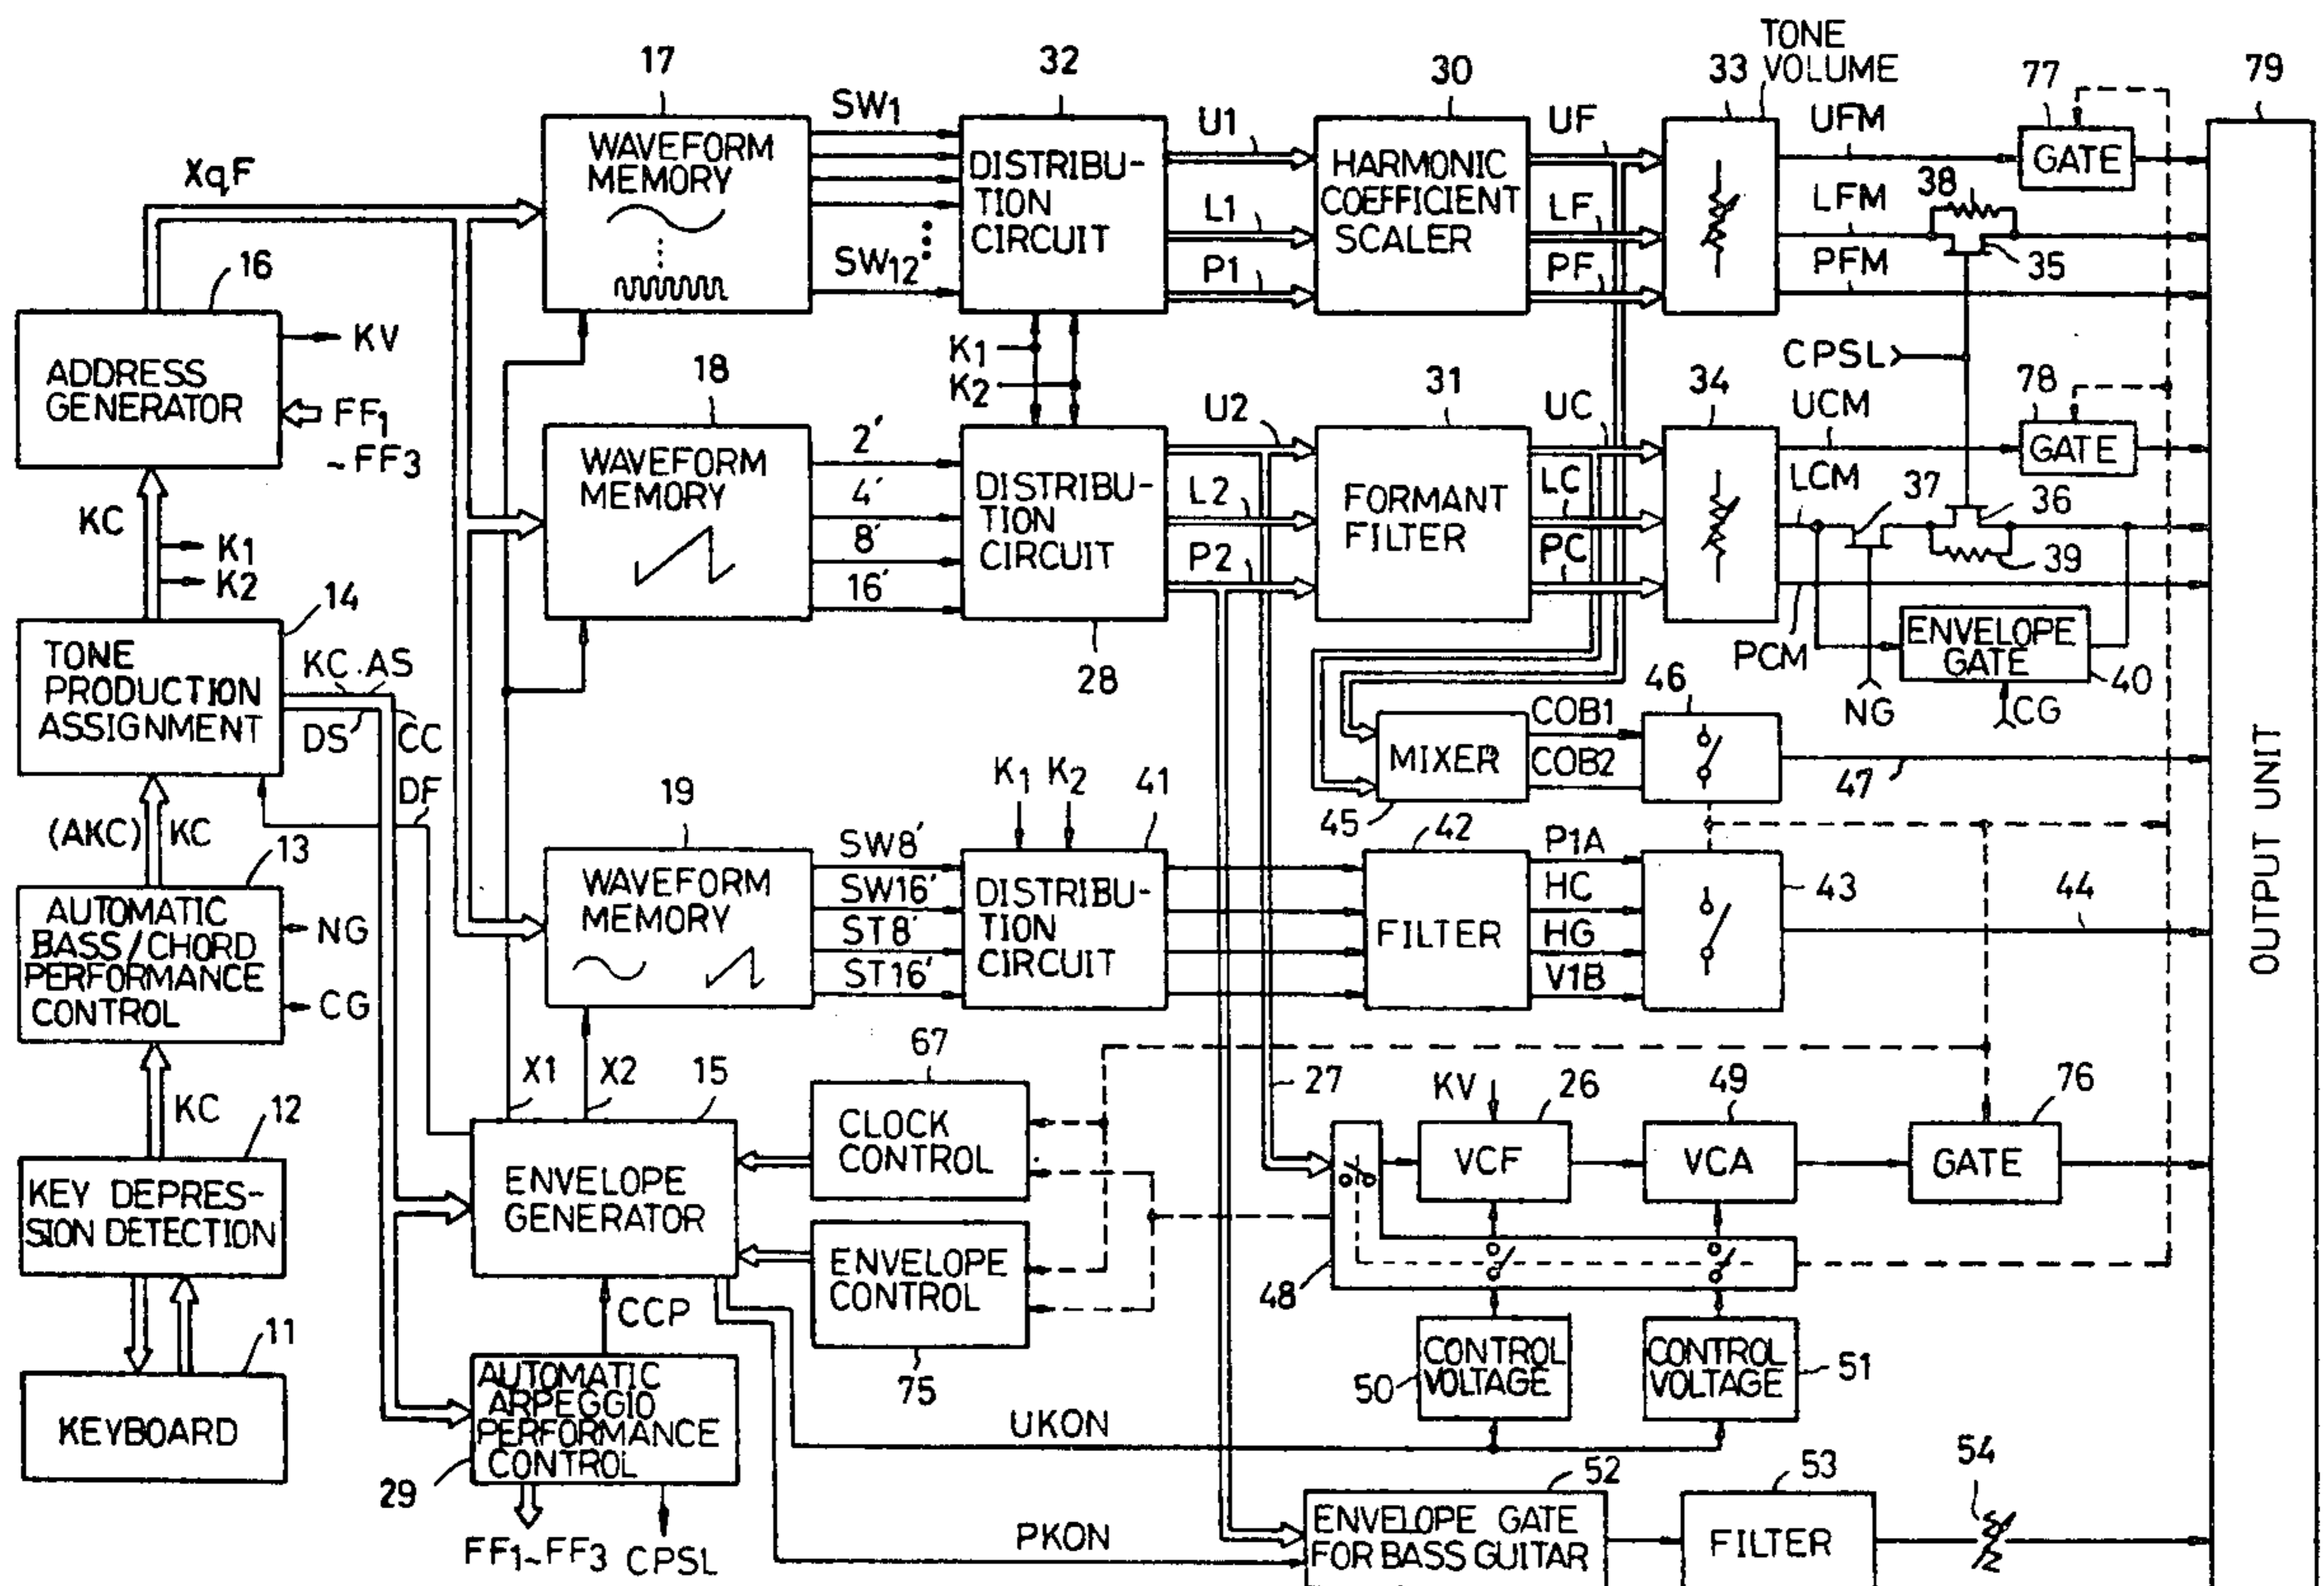 TONE
17
32
30
33 VOLUME
77
79
SW1
U1
UF
UFM
WAVEFORM
MEMORY
DISTRIBU-
TION
CIRCUIT
HARMONIC
COEFFICIENT
SCALER
GATE
XqF
38
L1
LF
LFM
SW12
P1
PF
PFM
35
16
KV
K1
K2
CPSL
ADDRESS
GENERATOR
FF1
~FF3
18
31
34
78
U2
UC
UCM
2'
WAVEFORM
MEMORY
4'
8'
16'
DISTRIBU-
TION
CIRCUIT
L2
P2
FORMANT
FILTER
LC
PC
GATE
LCM
37
36
39
KC
K1
K2
14
TONE
PRODUCTION
ASSIGNMENT
KC·AS
DS
CC
28
PCM
ENVELOPE
GATE
40
46
NG
CG
COB1
COB2
MIXER
45
47
DF
K1 K2
41
19
(AKC) KC
13
42
SW8'
SW16'
ST8'
ST16'
P1A
HC
HG
V1B
43
44
WAVEFORM
MEMORY
DISTRIBU-
TION
CIRCUIT
FILTER
OUTPUT UNIT
AUTOMATIC
BASS/CHORD
PERFORMANCE
CONTROL
NG
CG
67
X1
X2
15
27
KV
26
49
76
KC
12
CLOCK
CONTROL
VCF
VCA
GATE
KEY DEPRES-
SION DETECTION
ENVELOPE
GENERATOR
ENVELOPE
CONTROL
48
CCP
11
75
CONTROL
VOLTAGE
50
CONTROL
VOLTAGE
51
KEYBOARD
AUTOMATIC
ARPEGGIO
PERFORMANCE
CONTROL
29
UKON
52
53
54
FF1~FF3
CPSL
PKON
ENVELOPE GATE
FOR BASS GUITAR
FILTER